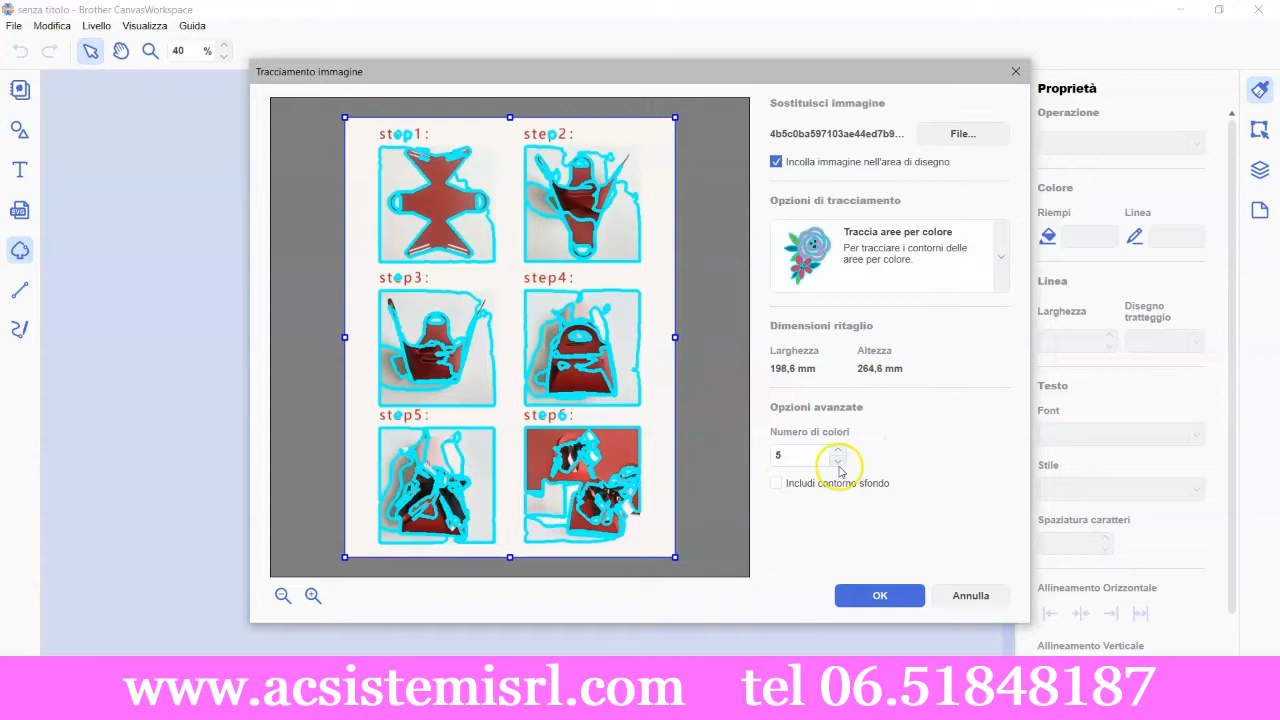 senza titolo - Brother CanvasWorkspace
File Modifica Livello Visualizza Guida
40 %
Tracciamento immagine
step1:
step2:
step3:
step4:
step5:
step6:
Sostituisci immagine
4b5c0ba597103ae44ed7b9...
File...
Incolla immagine nell'area di disegno
Opzioni di tracciamento
Traccia aree per colore
Per tracciare i contorni delle
aree per colore.
Dimensioni ritaglio
Larghezza Altezza
198,6 mm 264,6 mm
Opzioni avanzate
Numero di colori
5
Includi contorno sfondo
OK Annulla
T
SVG
Proprietà
Operazione
Colore
Riempi Linea
Linea
Larghezza Disegno
tratteggio
Testo
Font
Stile
Spaziatura caratteri
Allineamento Orizzontale
Allineamento Verticale
www.acsistemisrl.com tel 06.51848187